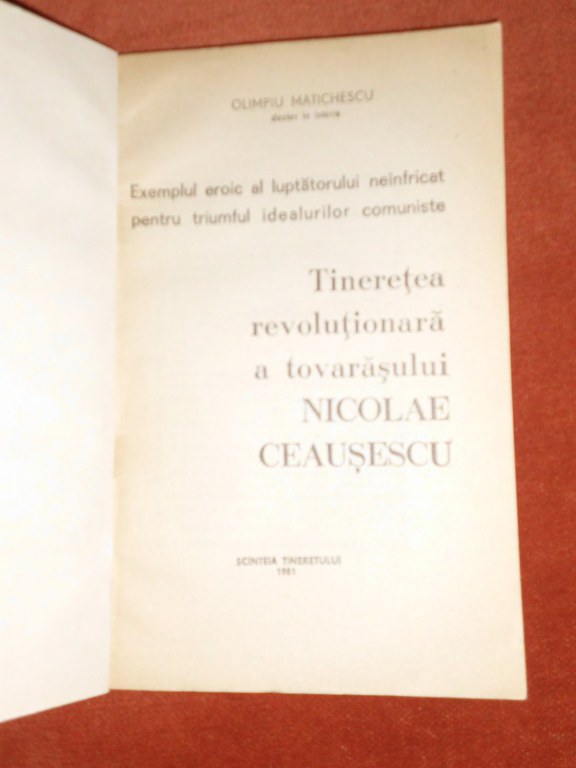 OLIMPIU MATICHESCU
doctor în istorie
Exemplul eroic al luptătorului neînfricat
pentru triumful idealurilor comuniste
Tinereţea
revoluţionară
a tovarăşului
NICOLAE
CEAUŞESCU
SCÎNTEIA TINERETULUI
1981